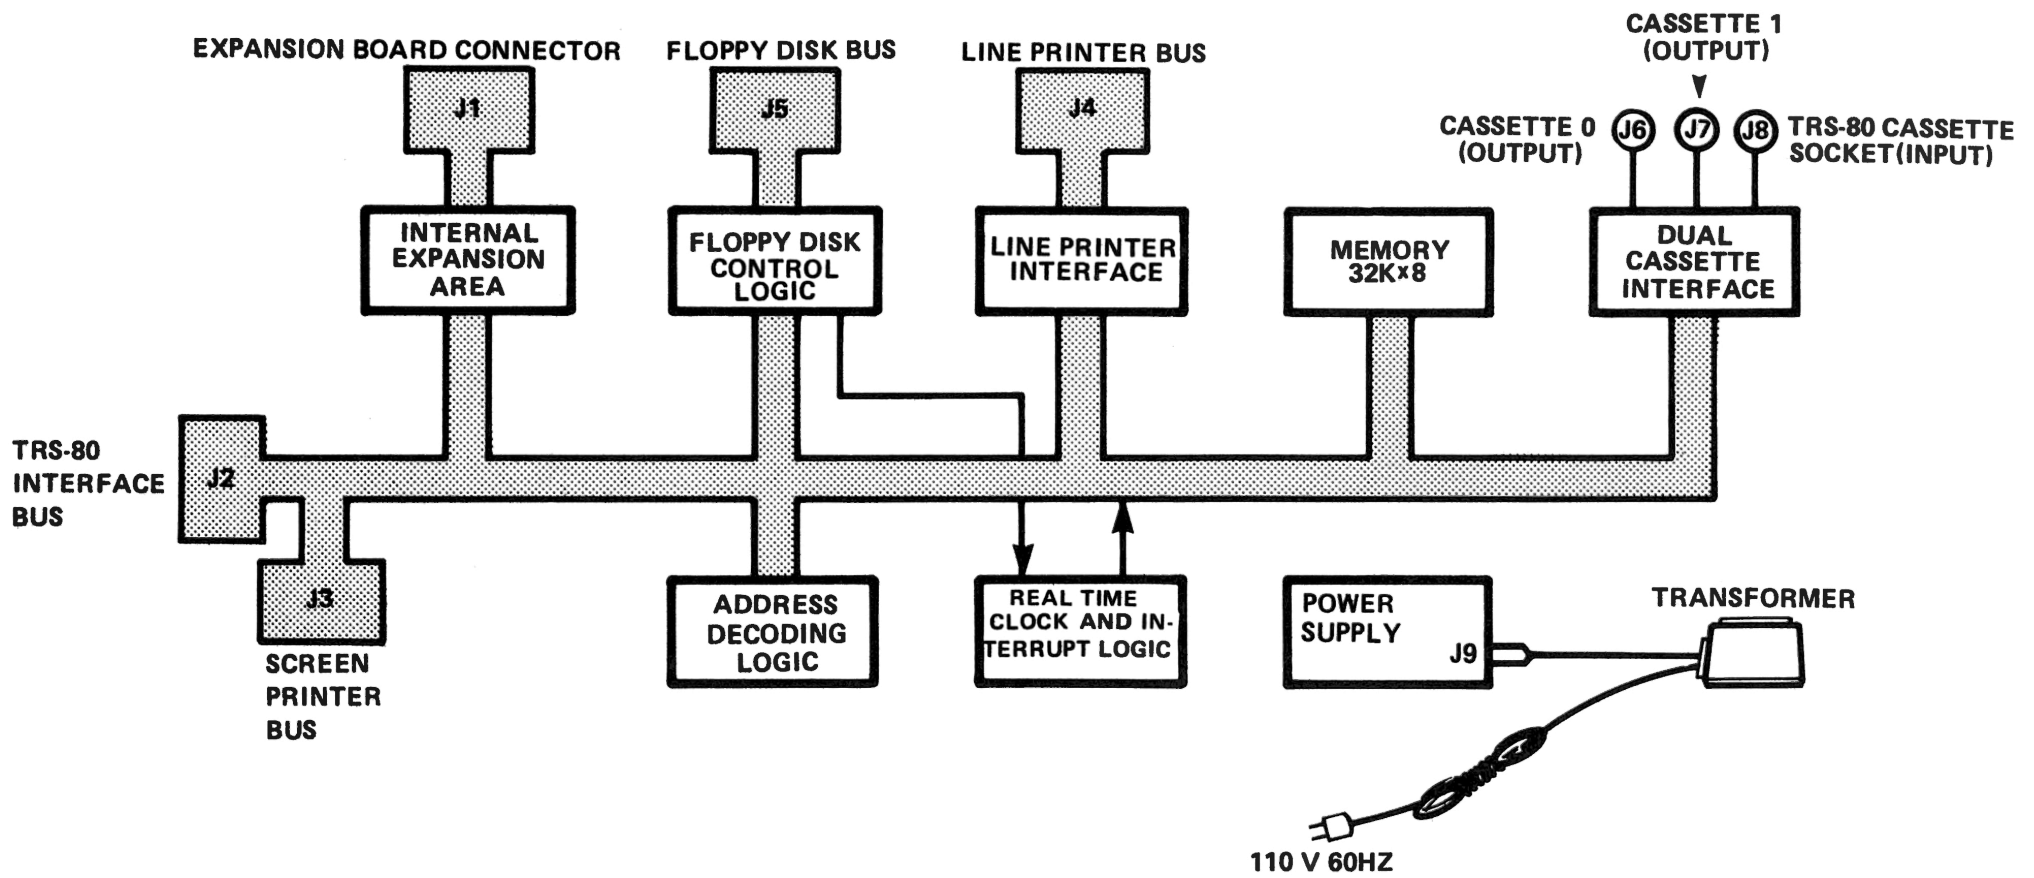 EXPANSION BOARD CONNECTOR
J1
INTERNAL
EXPANSION
AREA
FLOPPY DISK BUS
J5
FLOPPY DISK
CONTROL
LOGIC
LINE PRINTER BUS
J4
LINE PRINTER
INTERFACE
MEMORY
32K×8
CASSETTE 1
(OUTPUT)
CASSETTE 0
(OUTPUT)
J6
J7
J8
TRS-80 CASSETTE
SOCKET(INPUT)
DUAL
CASSETTE
INTERFACE
TRS-80
INTERFACE
BUS
J2
J3
SCREEN
PRINTER
BUS
ADDRESS
DECODING
LOGIC
REAL TIME
CLOCK AND IN-
TERRUPT LOGIC
POWER
SUPPLY
J9
TRANSFORMER
110 V 60HZ